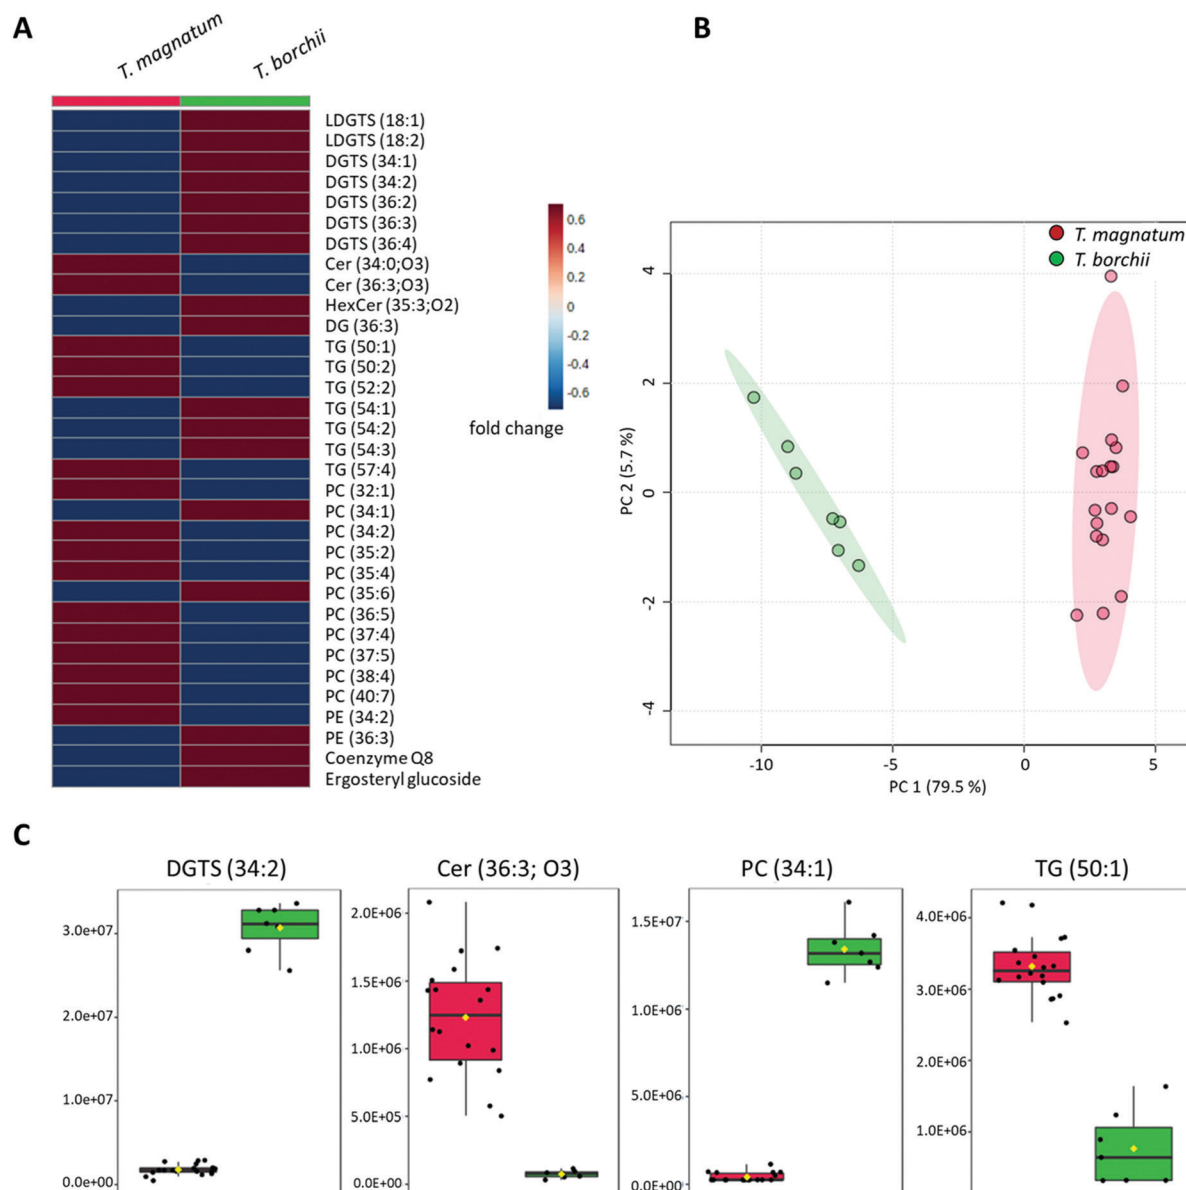 A
T. magnatum
T. borchii
LDGTS (18:1)
LDGTS (18:2)
DGTS (34:1)
DGTS (34:2)
DGTS (36:2)
DGTS (36:3)
DGTS (36:4)
Cer (34:0;O3)
Cer (36:3;O3)
HexCer (35:3;O2)
DG (36:3)
TG (50:1)
TG (50:2)
TG (52:2)
TG (54:1)
TG (54:2)
TG (54:3)
TG (57:4)
PC (32:1)
PC (34:1)
PC (34:2)
PC (35:2)
PC (35:4)
PC (35:6)
PC (36:5)
PC (37:4)
PC (37:5)
PC (38:4)
PC (40:7)
PE (34:2)
PE (36:3)
Coenzyme Q8
Ergosteryl glucoside
0.6
0.4
0.2
0
-0.2
-0.4
-0.6
fold change
B
T. magnatum
T. borchii
4
2
0
-2
-4
PC 2 (5.7 %)
-10
-5
0
5
PC 1 (79.5 %)
C
DGTS (34:2)
3.0e+07
2.0e+07
1.0e+07
0.0e+00
Cer (36:3; O3)
2.0E+06
1.5E+06
1.0E+06
5.0E+05
0.0E+00
PC (34:1)
1.5E+07
1.0E+06
5.0E+06
0.0E+00
TG (50:1)
4.0E+06
3.0E+06
2.0E+06
1.0E+06